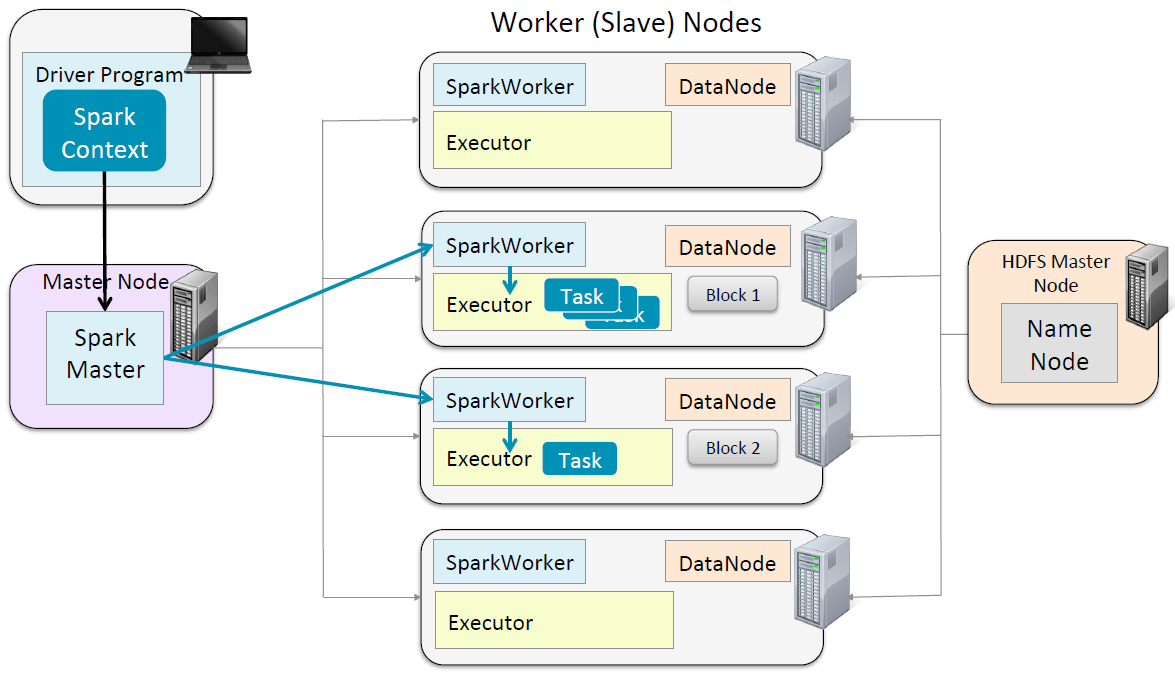 Worker (Slave) Nodes
Driver Program
Spark
Context
Master Node
Spark
Master
SparkWorker
DataNode
Executor
SparkWorker
DataNode
Executor
Task
Task
Block 1
SparkWorker
DataNode
Executor
Task
Block 2
SparkWorker
DataNode
Executor
HDFS Master
Node
Name
Node